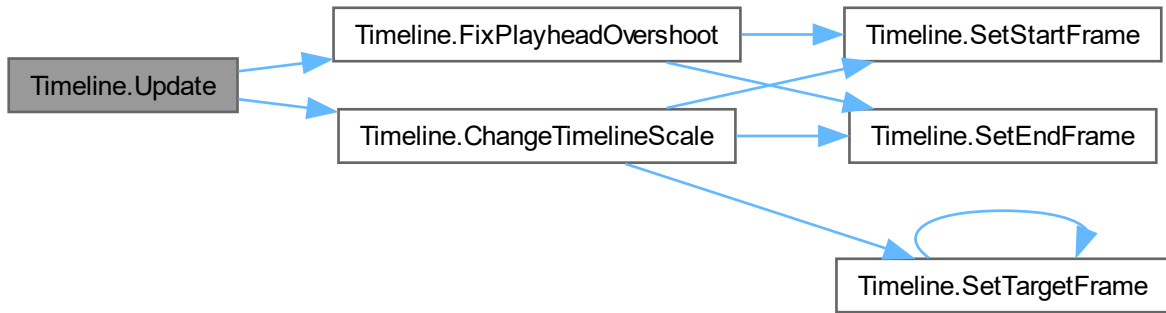 Timeline.Update
Timeline.FixPlayheadOvershoot
Timeline.ChangeTimelineScale
Timeline.SetStartFrame
Timeline.SetEndFrame
Timeline.SetTargetFrame